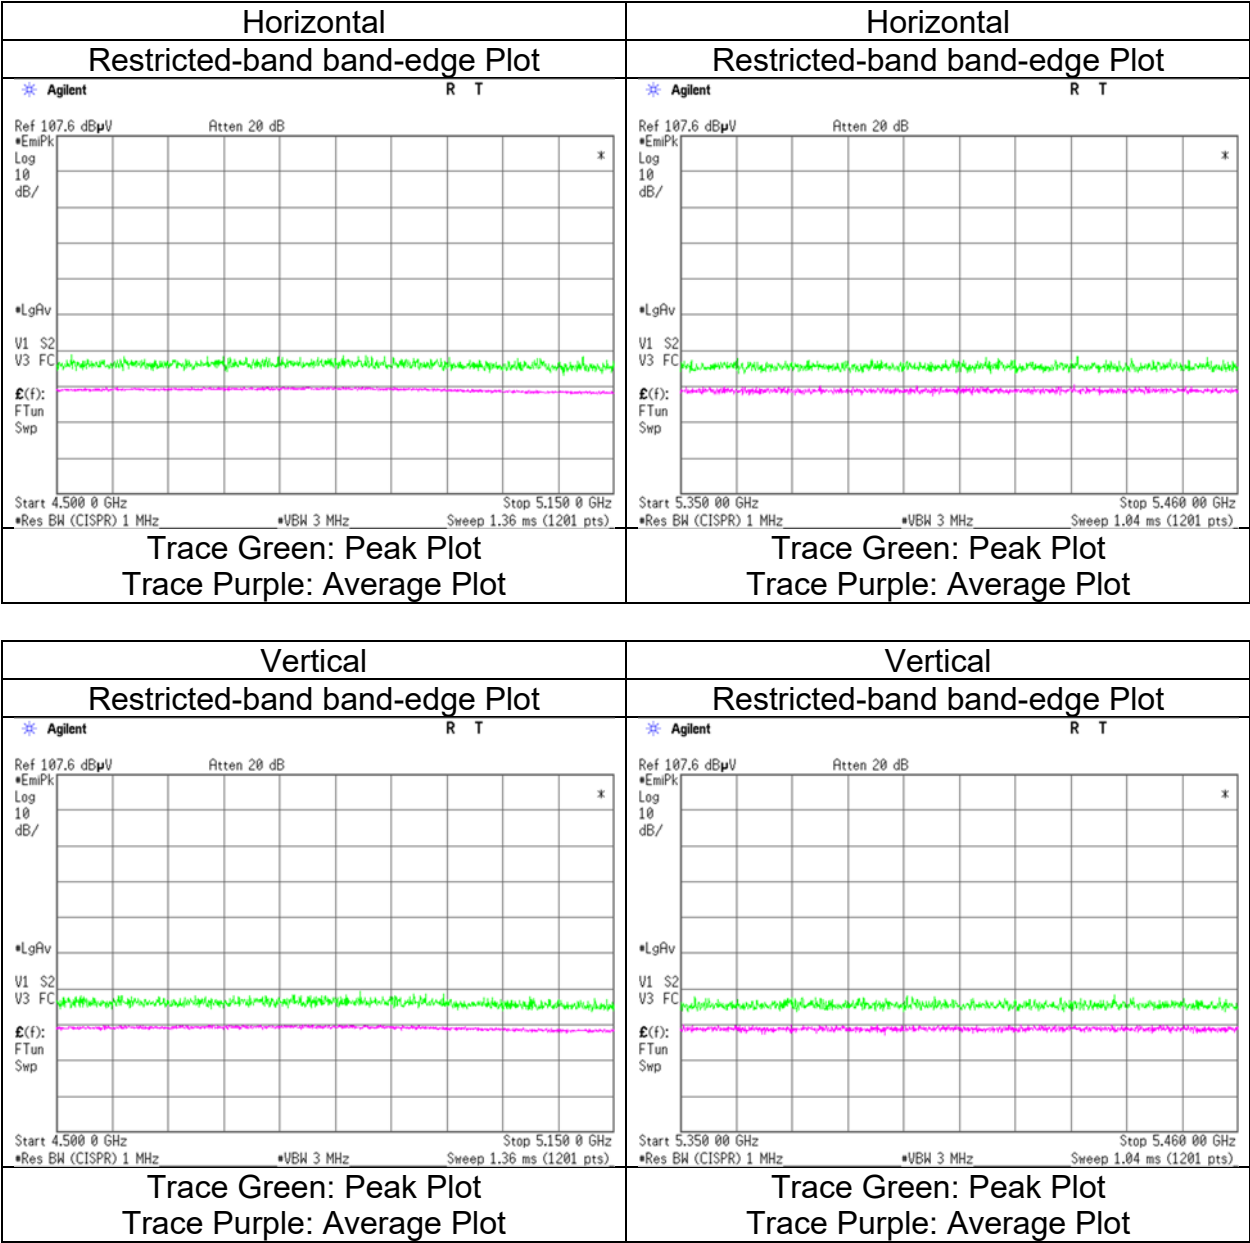 Horizontal Horizontal
Restricted-band band-edge Plot Restricted-band band-edge Plot
Agilent R T Agilent R T
Ref 107.6 dBµV Atten 20 dB Ref 107.6 dBµV Atten 20 dB
*EmiPk *EmiPk
Log * Log *
10 10
dB/ dB/
*LgAv *LgAv
V1 S2 V1 S2
V3 FC V3 FC
£(f): £(f):
FTun FTun
Swp Swp
Start 4.500 0 GHz Stop 5.150 0 GHz Start 5.350 00 GHz Stop 5.460 00 GHz
*Res BW (CISPR) 1 MHz *VBW 3 MHz Sweep 1.36 ms (1201 pts) *Res BW (CISPR) 1 MHz *VBW 3 MHz Sweep 1.04 ms (1201 pts)
Trace Green: Peak Plot Trace Green: Peak Plot
Trace Purple: Average Plot Trace Purple: Average Plot
Vertical Vertical
Restricted-band band-edge Plot Restricted-band band-edge Plot
Agilent R T Agilent R T
Ref 107.6 dBµV Atten 20 dB Ref 107.6 dBµV Atten 20 dB
*EmiPk *EmiPk
Log * Log *
10 10
dB/ dB/
*LgAv *LgAv
V1 S2 V1 S2
V3 FC V3 FC
£(f): £(f):
FTun FTun
Swp Swp
Start 4.500 0 GHz Stop 5.150 0 GHz Start 5.350 00 GHz Stop 5.460 00 GHz
*Res BW (CISPR) 1 MHz *VBW 3 MHz Sweep 1.36 ms (1201 pts) *Res BW (CISPR) 1 MHz *VBW 3 MHz Sweep 1.04 ms (1201 pts)
Trace Green: Peak Plot Trace Green: Peak Plot
Trace Purple: Average Plot Trace Purple: Average Plot